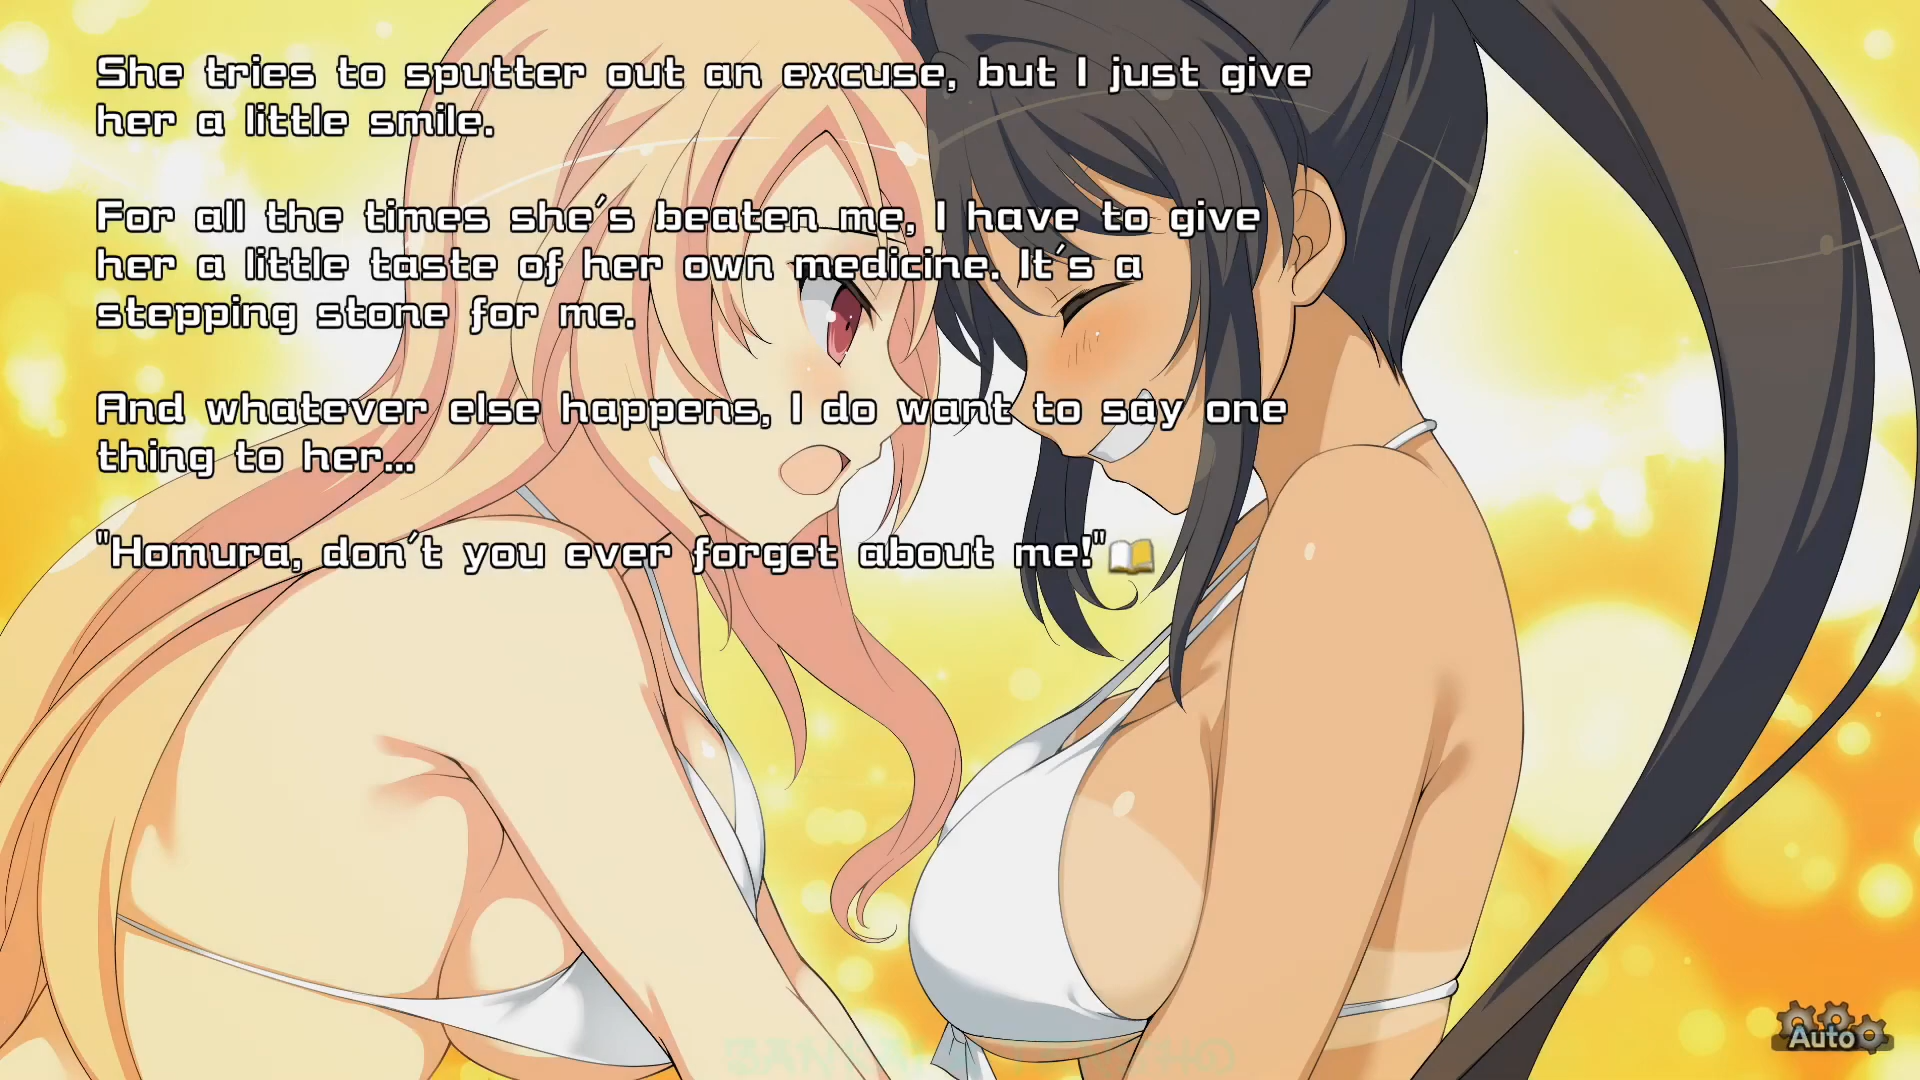 She tries to sputter out an excuse, but I just give
her a little smile.
For all the times she's beaten me, I have to give
her a little taste of her own medicine. It's a
stepping stone for me.
And whatever else happens, I do want to say one
thing to her...
"Homura, don't you ever forget about me!"
Auto